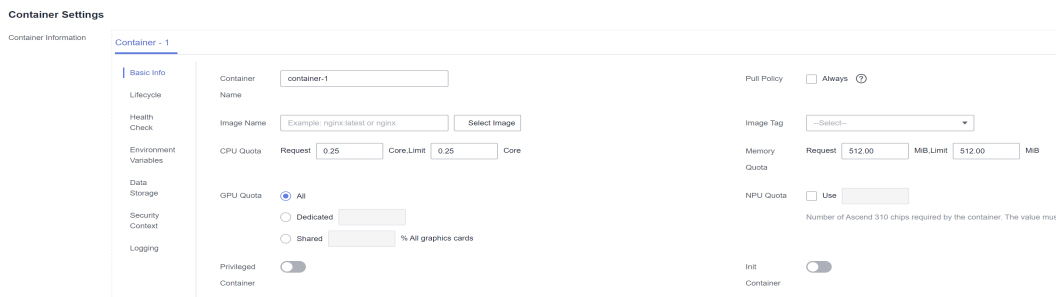 Container Settings
Container Information
Container - 1
Basic Info
Lifecycle
Health
Check
Environment
Variables
Data
Storage
Security
Context
Logging
Container
Name
container-1
Pull Policy
Always ?
Image Name
Example: nginx:latest or nginx
Select Image
Image Tag
--Select--
CPU Quota
Request 0.25 Core,Limit 0.25 Core
Memory
Quota
Request 512.00 MiB,Limit 512.00 MiB
GPU Quota
All
Dedicated
Shared % All graphics cards
NPU Quota
Use
Number of Ascend 310 chips required by the container. The value mus
Privileged
Container
Init
Container